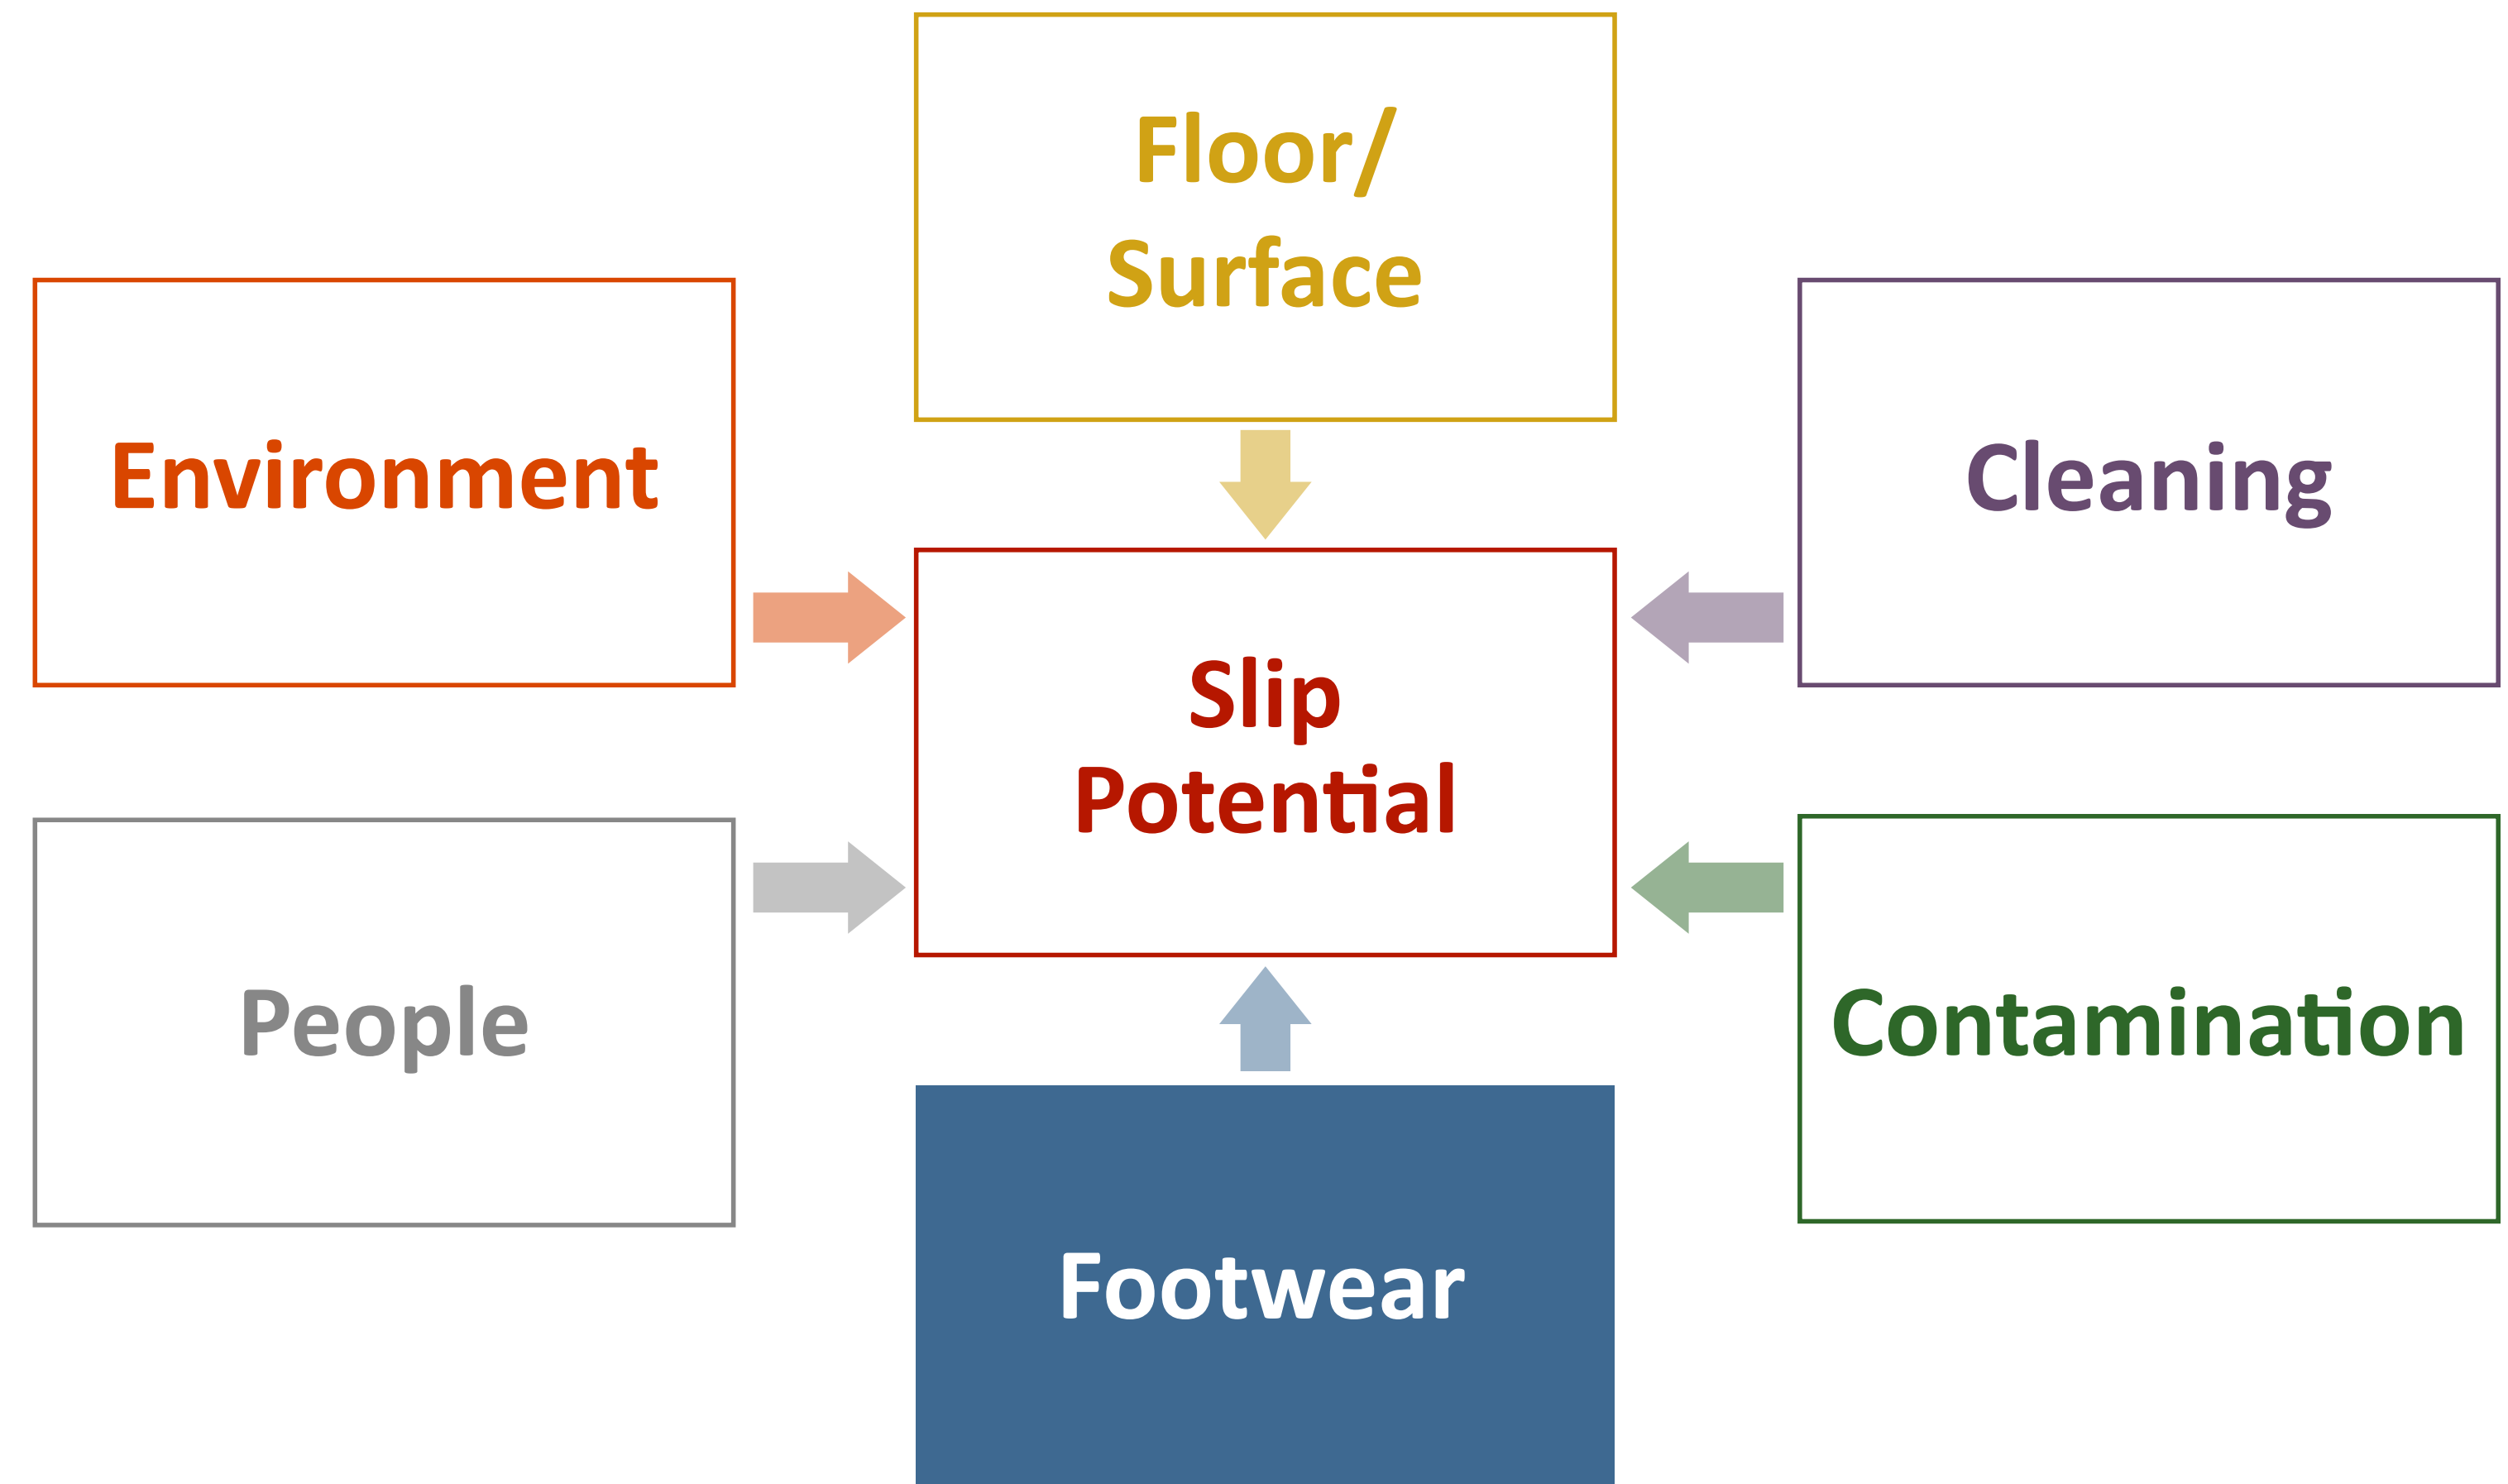 Floor/
Surface
Environment
Cleaning
Slip
Potential
People
Contamination
Footwear